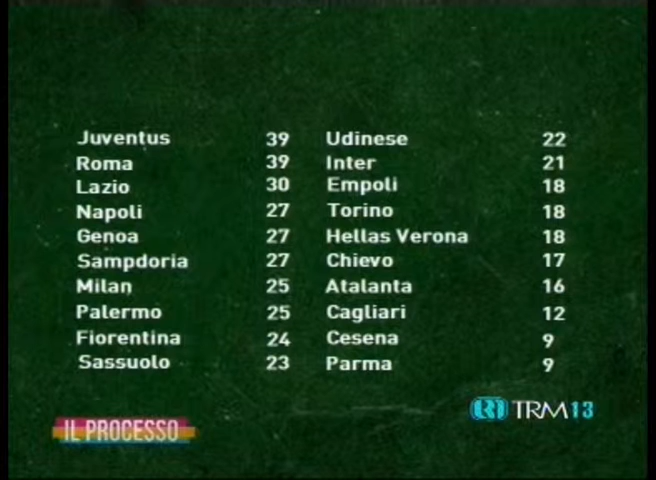 Juventus 39 Udinese 22
Roma 39 Inter 21
Lazio 30 Empoli 18
Napoli 27 Torino 18
Genoa 27 Hellas Verona 18
Sampdoria 27 Chievo 17
Milan 25 Atalanta 16
Palermo 25 Cagliari 12
Fiorentina 24 Cesena 9
Sassuolo 23 Parma 9
TRM13
IL PROCESSO